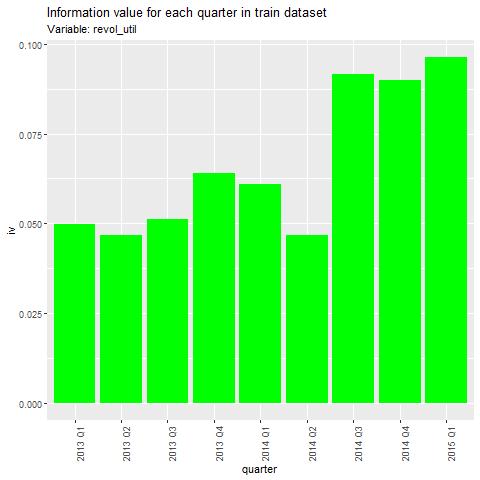 Information value for each quarter in train dataset
Variable: revol_util
0.100
0.075
0.050
0.025
0.000
iv
2013 Q1
2013 Q2
2013 Q3
2013 Q4
2014 Q1
2014 Q2
2014 Q3
2014 Q4
2015 Q1
quarter